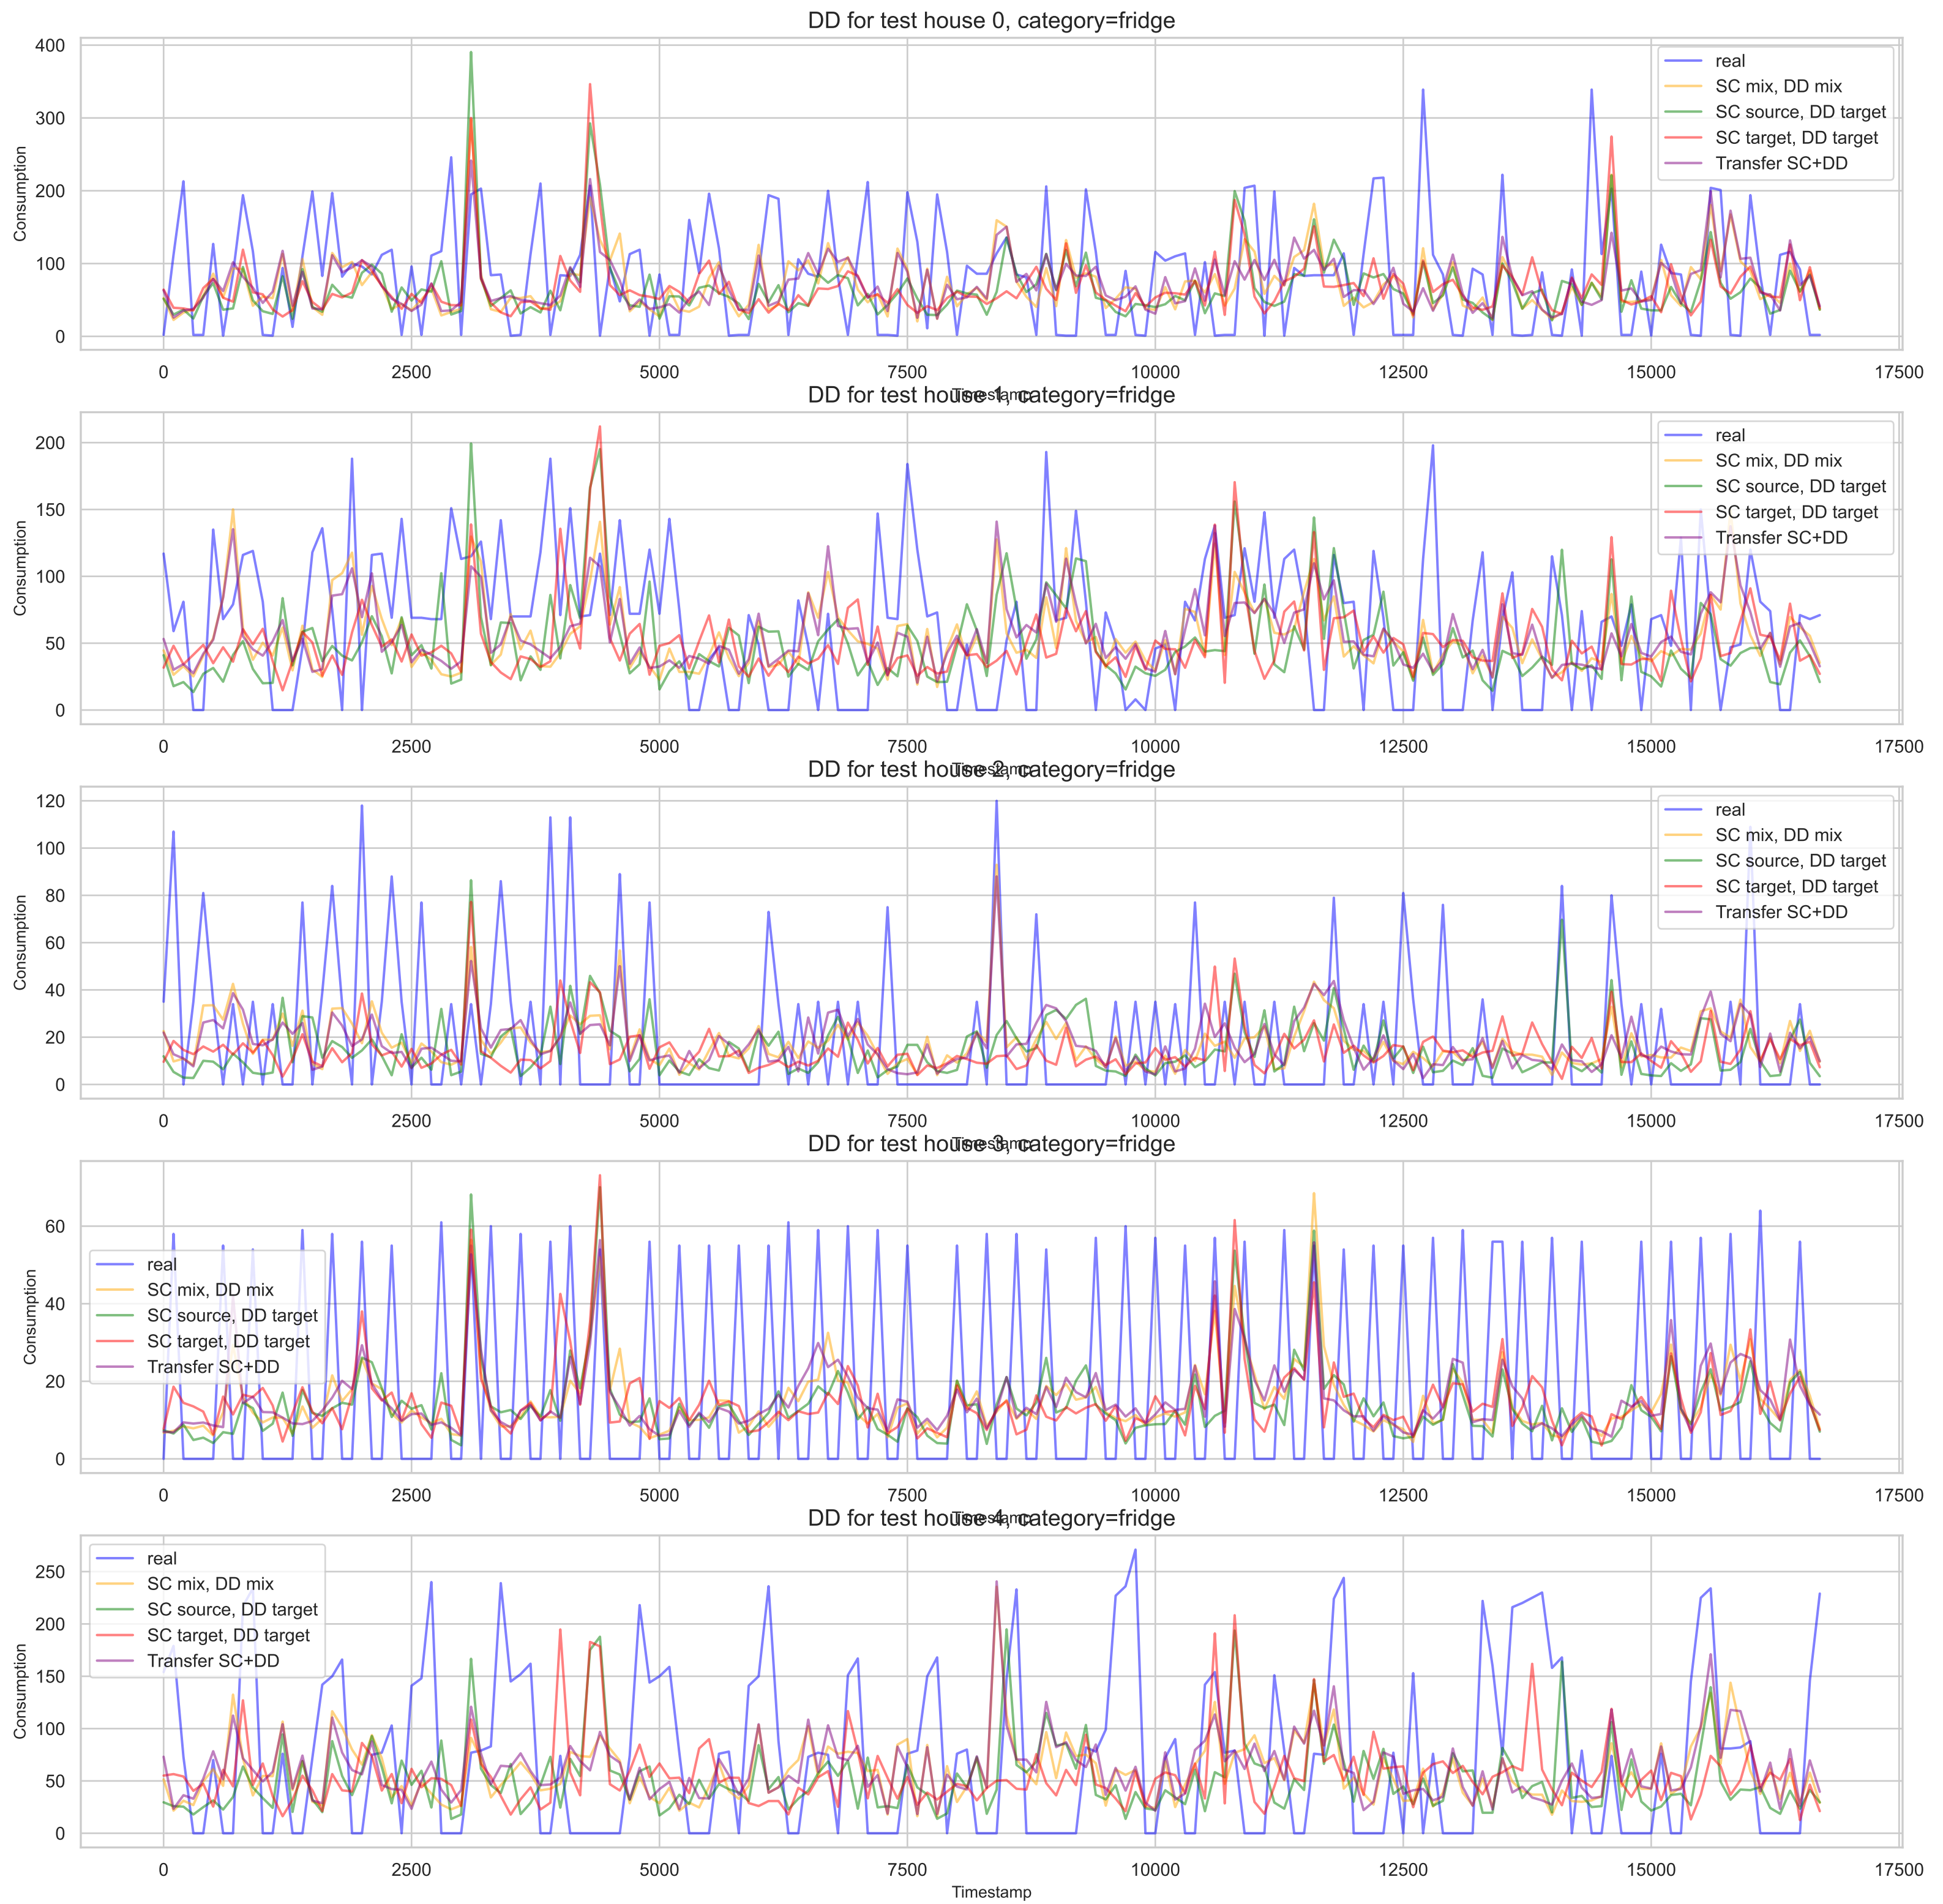 DD for test house 0, category=fridge
400
300
200
100
0
Consumption
real
SC mix, DD mix
SC source, DD target
SC target, DD target
Transfer SC+DD
0 2500 5000 7500 10000 12500 15000 17500
Timestamp
DD for test house 1, category=fridge
200
150
100
50
0
Consumption
real
SC mix, DD mix
SC source, DD target
SC target, DD target
Transfer SC+DD
0 2500 5000 7500 10000 12500 15000 17500
Timestamp
DD for test house 2, category=fridge
120
100
80
60
40
20
0
Consumption
real
SC mix, DD mix
SC source, DD target
SC target, DD target
Transfer SC+DD
0 2500 5000 7500 10000 12500 15000 17500
Timestamp
DD for test house 3, category=fridge
60
40
20
0
Consumption
real
SC mix, DD mix
SC source, DD target
SC target, DD target
Transfer SC+DD
0 2500 5000 7500 10000 12500 15000 17500
Timestamp
DD for test house 4, category=fridge
250
200
150
100
50
0
Consumption
real
SC mix, DD mix
SC source, DD target
SC target, DD target
Transfer SC+DD
0 2500 5000 7500 10000 12500 15000 17500
Timestamp